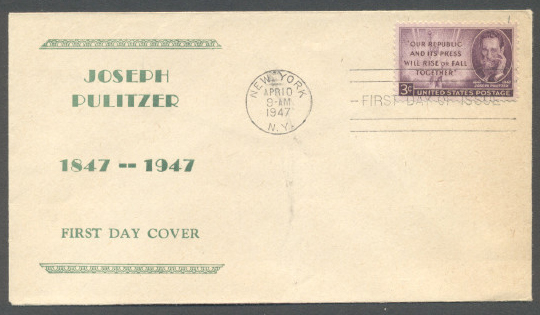 JOSEPH
PULITZER
1847 -- 1947
FIRST DAY COVER
NEW YORK
APR 10
9-AM
1947
N.Y.
"OUR REPUBLIC
AND ITS PRESS
WILL RISE OR FALL
TOGETHER"
3¢ UNITED STATES POSTAGE
FIRST DAY OF ISSUE